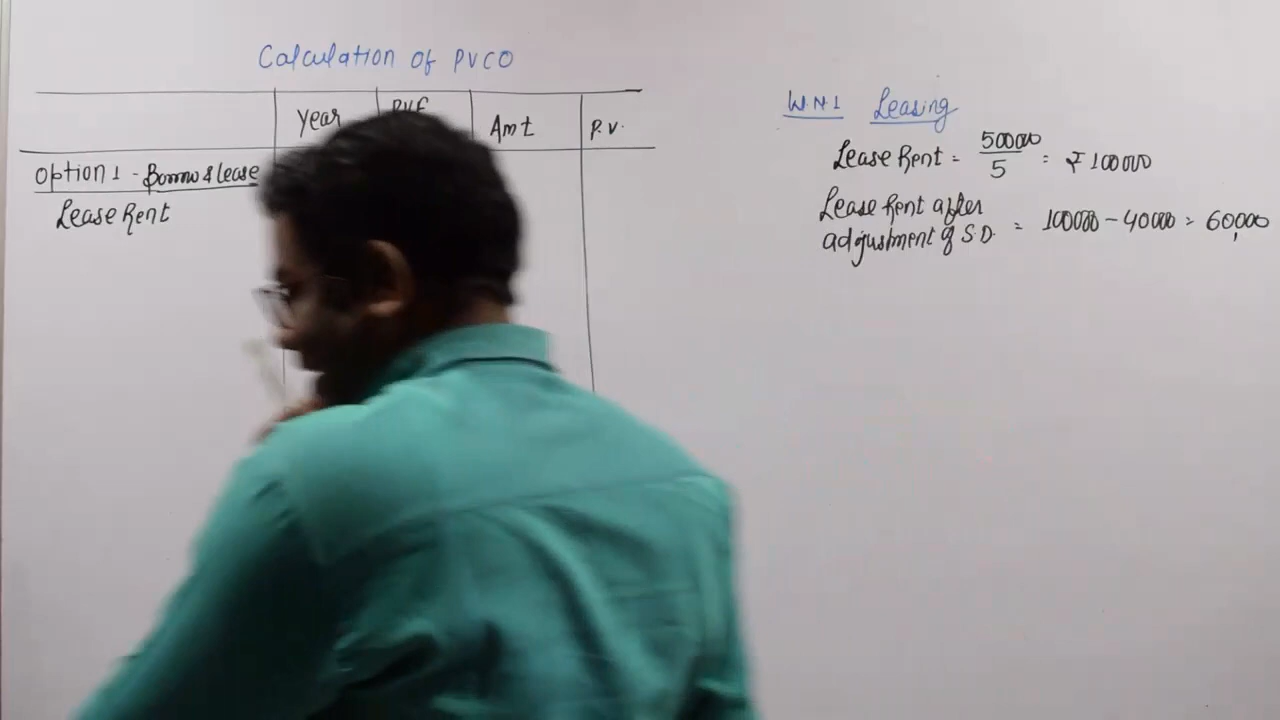 Calculation of PVCO
Year PVF Amt P.V.
Option 1 - Borrow & Lease
Lease Rent
W.N.1 Leasing
Lease Rent = 500000 / 5 = ₹ 100000
Lease Rent after
adjustment of S.D. = 100000 - 40000 = 60,000